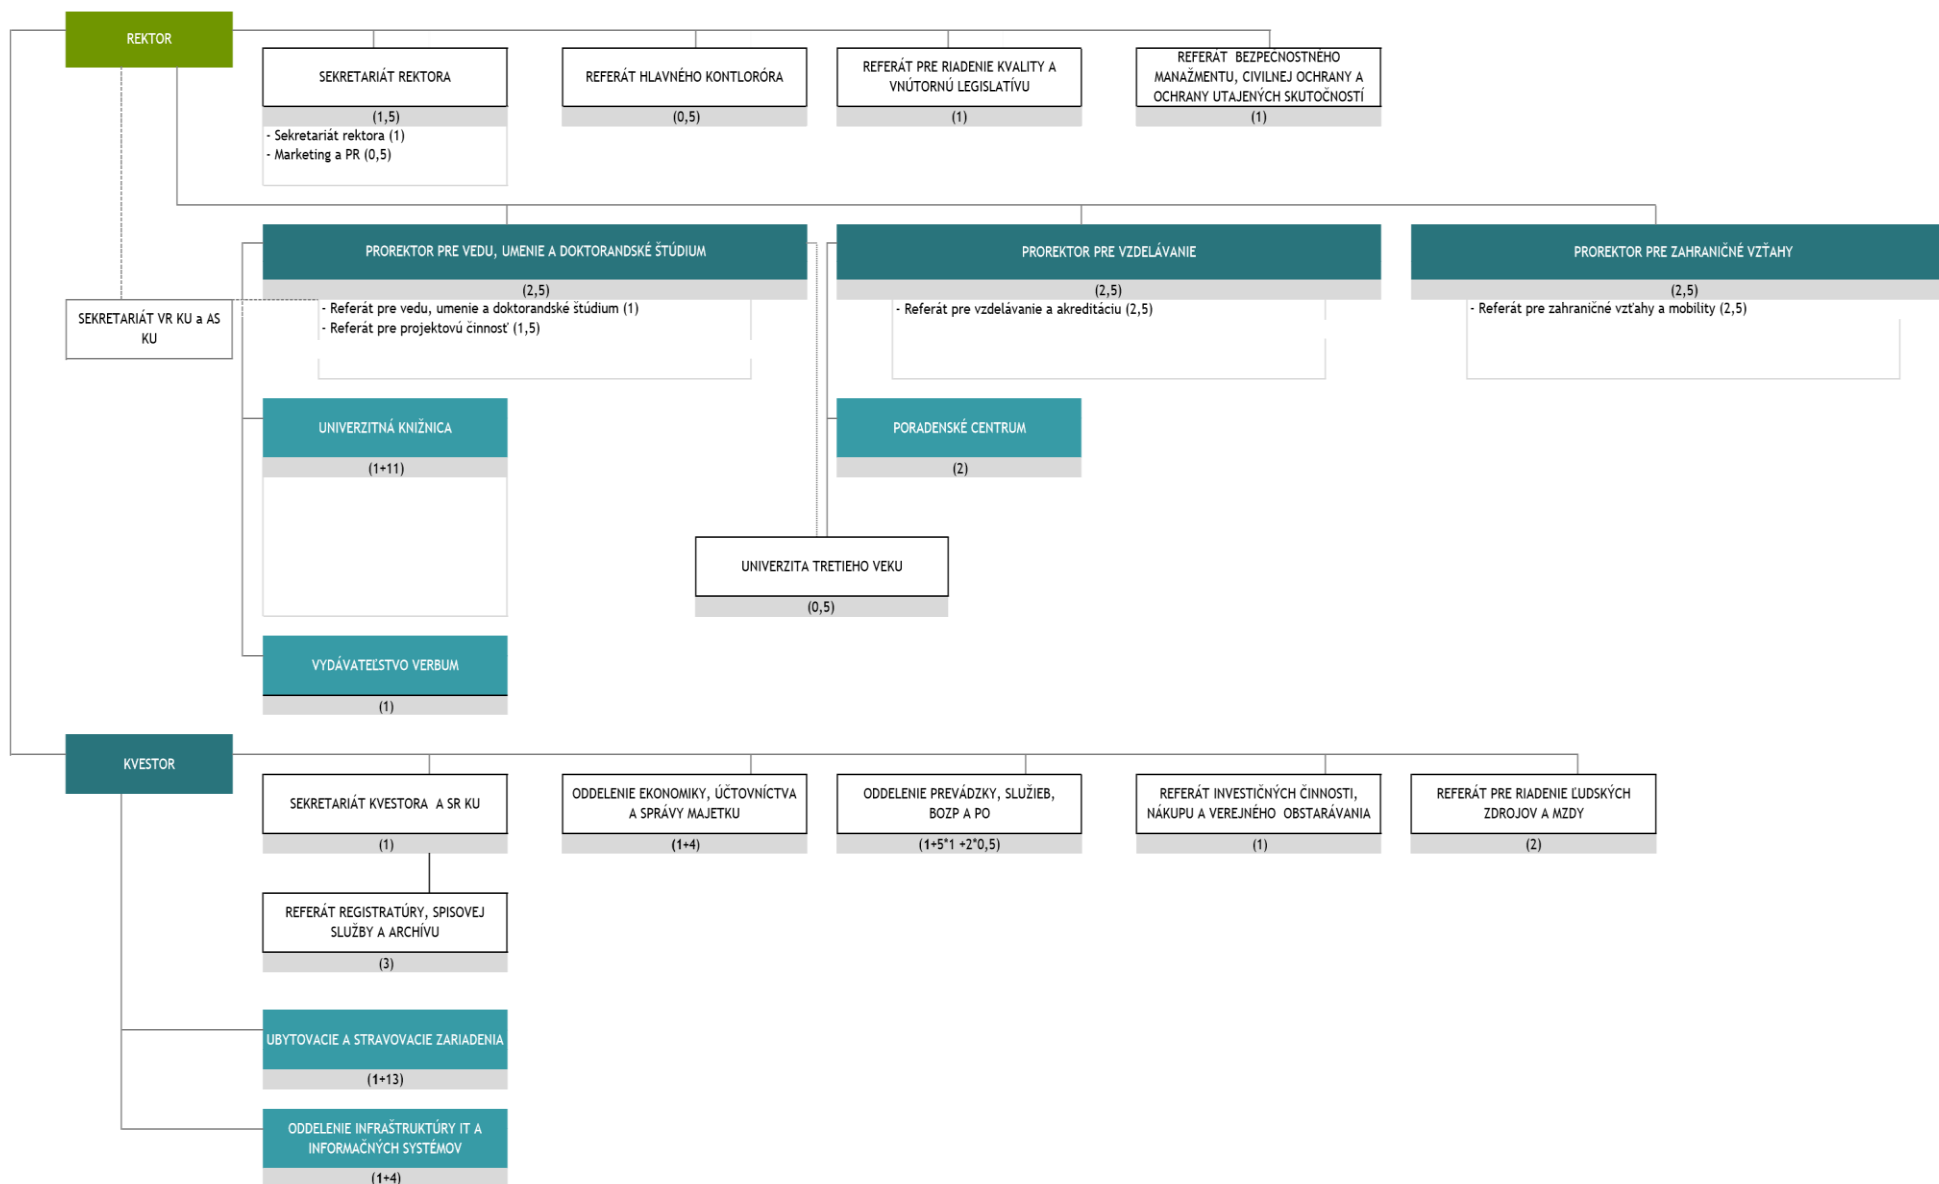 REKTOR
SEKRETARIÁT REKTORA
(1,5)
- Sekretariát rektora (1)
- Marketing a PR (0,5)
REFERÁT HLAVNÉHO KONTLORÓRA
(0,5)
REFERÁT PRE RIADENIE KVALITY A
VNÚTORNÚ LEGISLATÍVU
(1)
REFERÁT BEZPEČNOSTNÉHO
MANAŽMENTU, CIVILNEJ OCHRANY A
OCHRANY UTAJENÝCH SKUTOČNOSTÍ
(1)
PROREKTOR PRE VEDU, UMENIE A DOKTORANDSKÉ ŠTÚDIUM
(2,5)
- Referát pre vedu, umenie a doktorandské štúdium (1)
- Referát pre projektovú činnosť (1,5)
PROREKTOR PRE VZDELÁVANIE
(2,5)
- Referát pre vzdelávanie a akreditáciu (2,5)
PROREKTOR PRE ZAHRANIČNÉ VZŤAHY
(2,5)
- Referát pre zahraničné vzťahy a mobility (2,5)
SEKRETARIÁT VR KU a AS
KU
UNIVERZITNÁ KNIŽNICA
(1+11)
PORADENSKÉ CENTRUM
(2)
UNIVERZITA TRETIEHO VEKU
(0,5)
VYDÁVATEĽSTVO VERBUM
(1)
KVESTOR
SEKRETARIÁT KVESTORA A SR KU
(1)
ODDELENIE EKONOMIKY, ÚČTOVNÍCTVA
A SPRÁVY MAJETKU
(1+4)
ODDELENIE PREVÁDZKY, SLUŽIEB,
BOZP A PO
(1+5*1 +2*0,5)
REFERÁT INVESTIČNÝCH ČINNOSTI,
NÁKUPU A VEREJNÉHO OBSTARÁVANIA
(1)
REFERÁT PRE RIADENIE ĽUDSKÝCH
ZDROJOV A MZDY
(2)
REFERÁT REGISTRATÚRY, SPISOVEJ
SLUŽBY A ARCHÍVU
(3)
UBYTOVACIE A STRAVOVACIE ZARIADENIA
(1+13)
ODDELENIE INFRAŠTRUKTÚRY IT A
INFORMAČNÝCH SYSTÉMOV
(1+4)